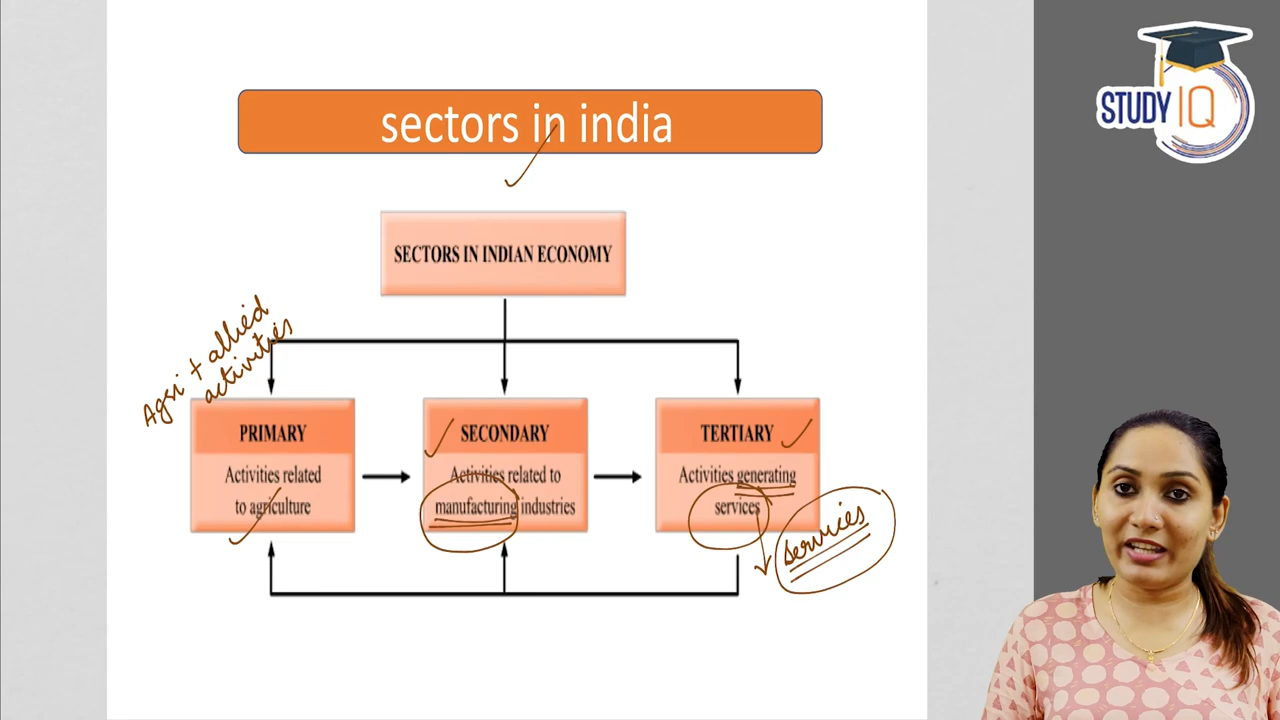 STUDY IQ
sectors in india
SECTORS IN INDIAN ECONOMY
Agri + allied
activities
PRIMARY
Activities related
to agriculture
SECONDARY
Activities related to
manufacturing industries
TERTIARY
Activities generating
services
services